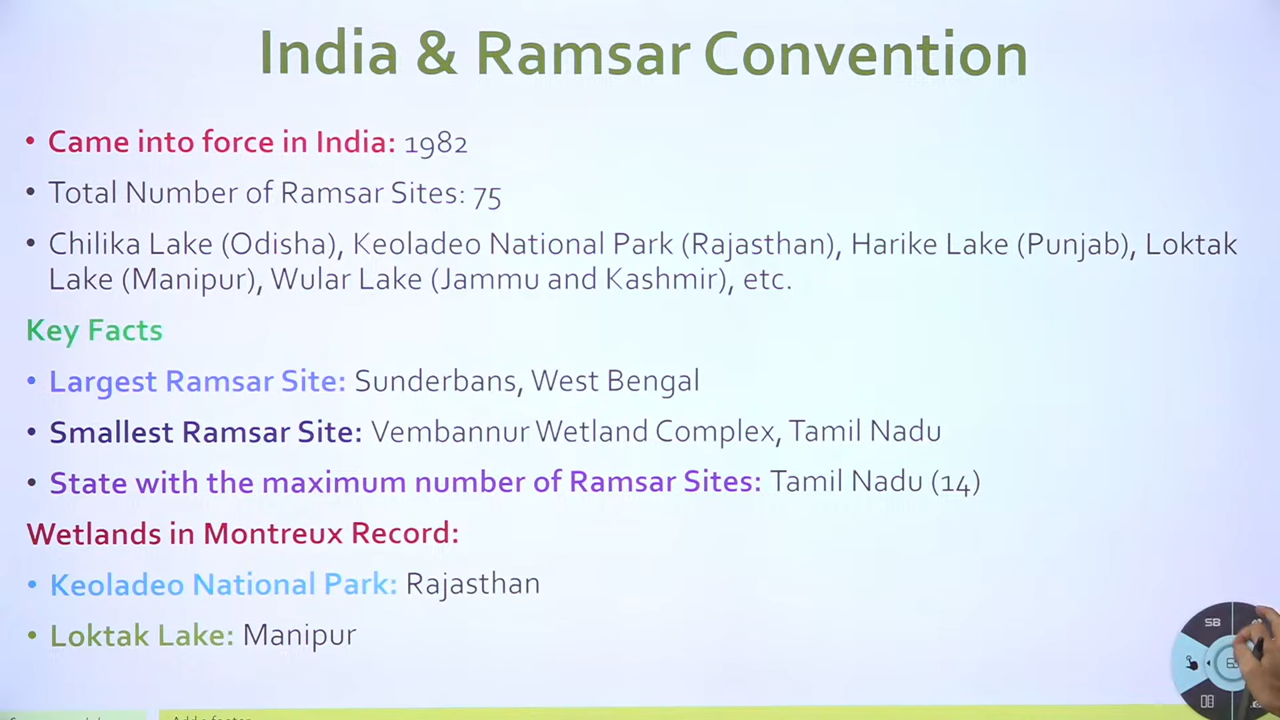 India & Ramsar Convention
• Came into force in India: 1982
• Total Number of Ramsar Sites: 75
• Chilika Lake (Odisha), Keoladeo National Park (Rajasthan), Harike Lake (Punjab), Loktak
Lake (Manipur), Wular Lake (Jammu and Kashmir), etc.
Key Facts
• Largest Ramsar Site: Sunderbans, West Bengal
• Smallest Ramsar Site: Vembannur Wetland Complex, Tamil Nadu
• State with the maximum number of Ramsar Sites: Tamil Nadu (14)
Wetlands in Montreux Record:
• Keoladeo National Park: Rajasthan
• Loktak Lake: Manipur
SB